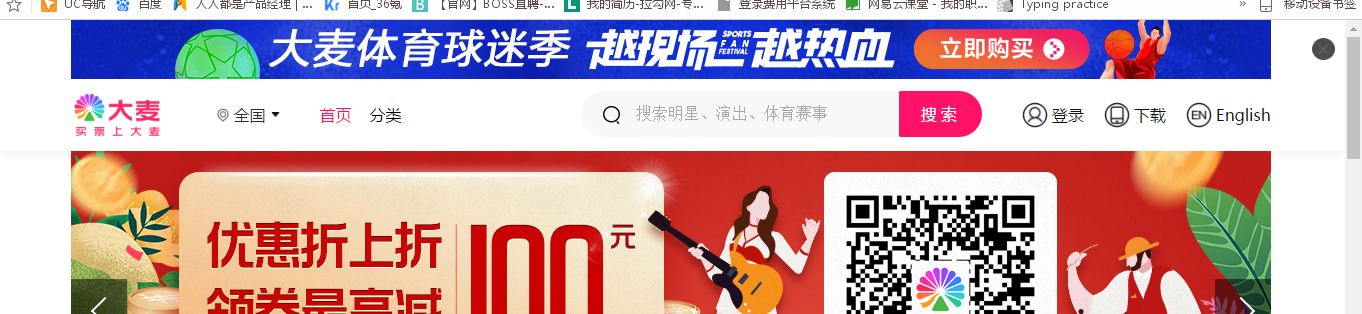 UC导航 百度 人人都是产品经理 | ... 首页_36氪 【官网】BOSS直聘-... 我的简历-拉勾网-专... 登录费用平台系统 网易云课堂 - 我的职... Typing practice » 移动设备书签
大麦体育球迷季 越现场 SPORTS FAN FESTIVAL 越热血 立即购买
大麦
买票上大麦
全国 首页 分类 搜索明星、演出、体育赛事 搜索 登录 下载 EN English
优惠折上折 100元
领券最高减